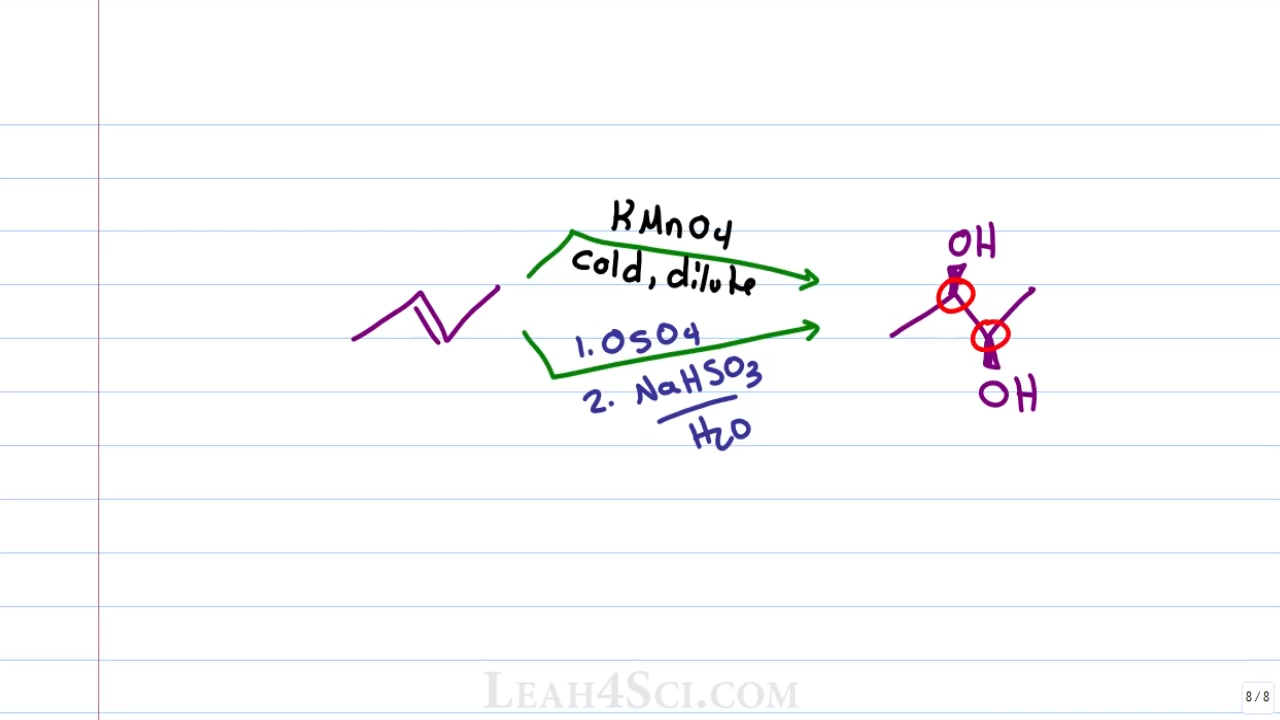 KMnO4
cold, dilute
1. OsO4
2. NaHSO3
H2O
OH
OH
LEAH4SCI.COM
8/8